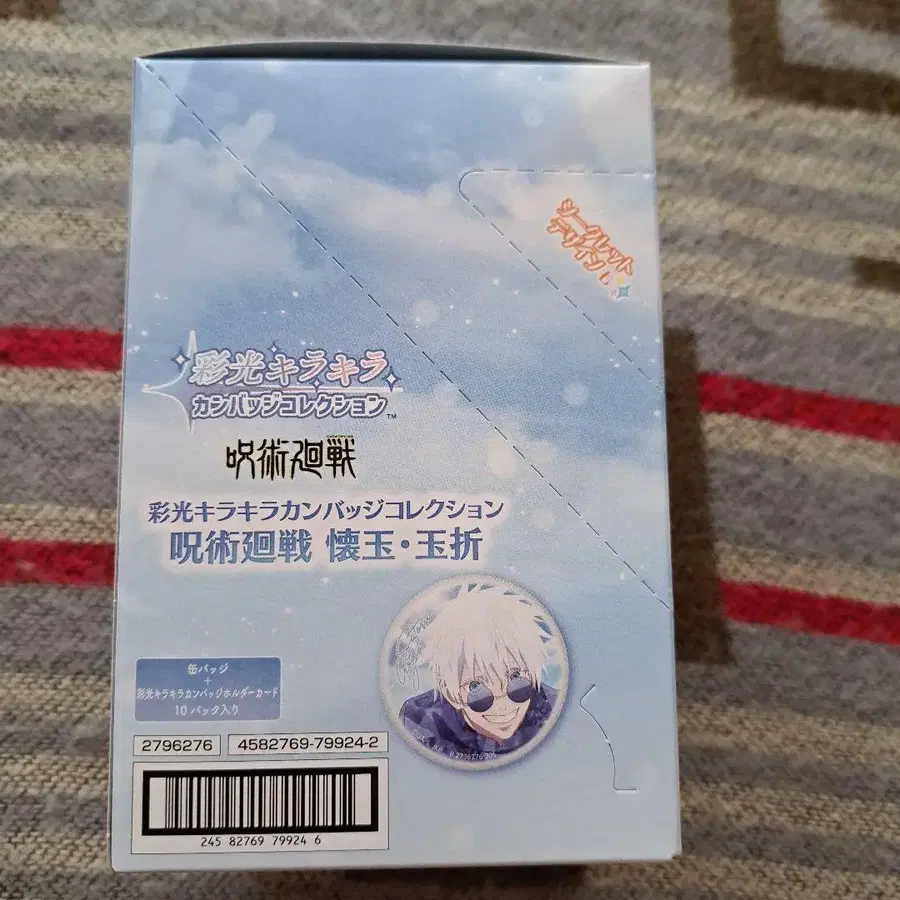 シークレット
デザインも
彩光キラキラ
カンバッジコレクション™
呪術廻戦
彩光キラキラカンバッジコレクション
呪術廻戦 懐玉・玉折
缶バッジ
+
彩光キラキラカンバッジホルダーカード
10パック入り
2796276
4582769-79924-2
245 82769 79924 6